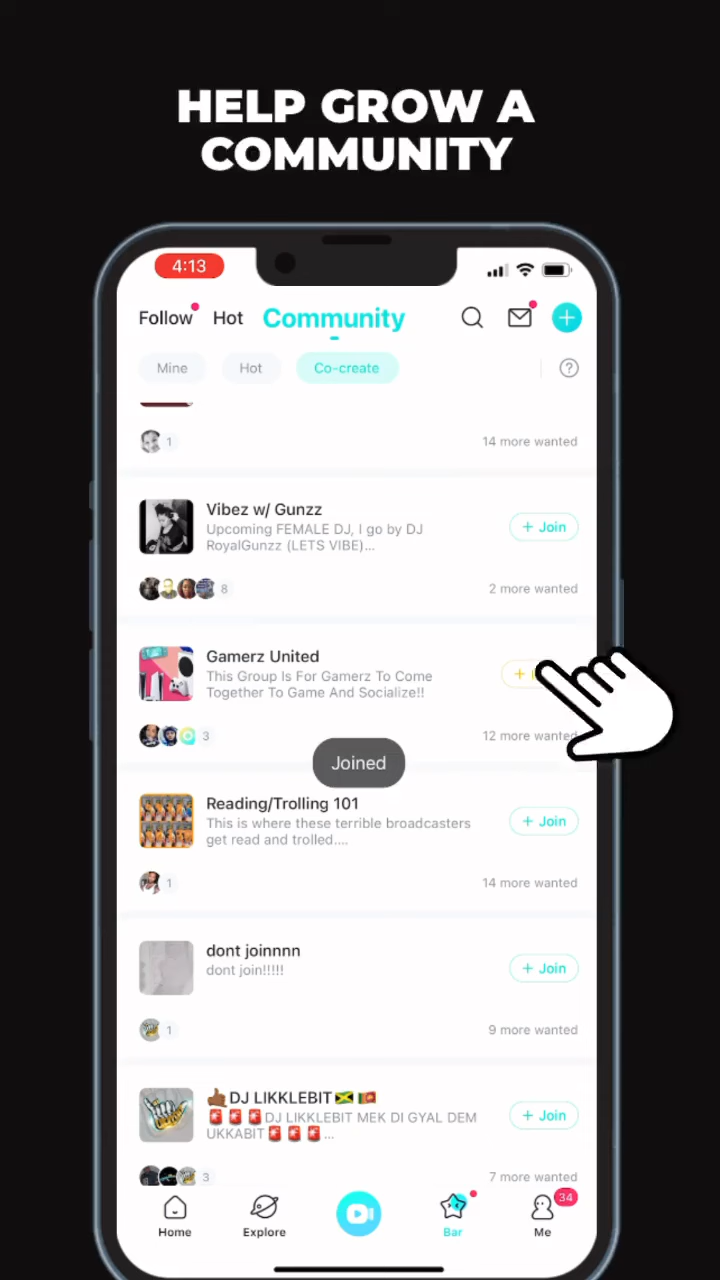 HELP GROW A
COMMUNITY
4:13
Follow Hot Community
Mine Hot Co-create ?
1 14 more wanted
Vibez w/ Gunzz
Upcoming FEMALE DJ, I go by DJ
RoyalGunzz (LETS VIBE)...
+ Join
8 2 more wanted
Gamerz United
This Group Is For Gamerz To Come
Together To Game And Socialize!!
+
3 12 more wanted
Joined
Reading/Trolling 101
This is where these terrible broadcasters
get read and trolled....
+ Join
1 14 more wanted
dont joinnnn
dont join!!!!!
+ Join
1 9 more wanted
🤙🏾DJ LIKKLEBIT🇯🇲🇱🇰
🚨🚨🚨DJ LIKKLEBIT MEK DI GYAL DEM
UKKABIT🚨🚨🚨...
+ Join
3 7 more wanted
34
Home Explore Bar Me